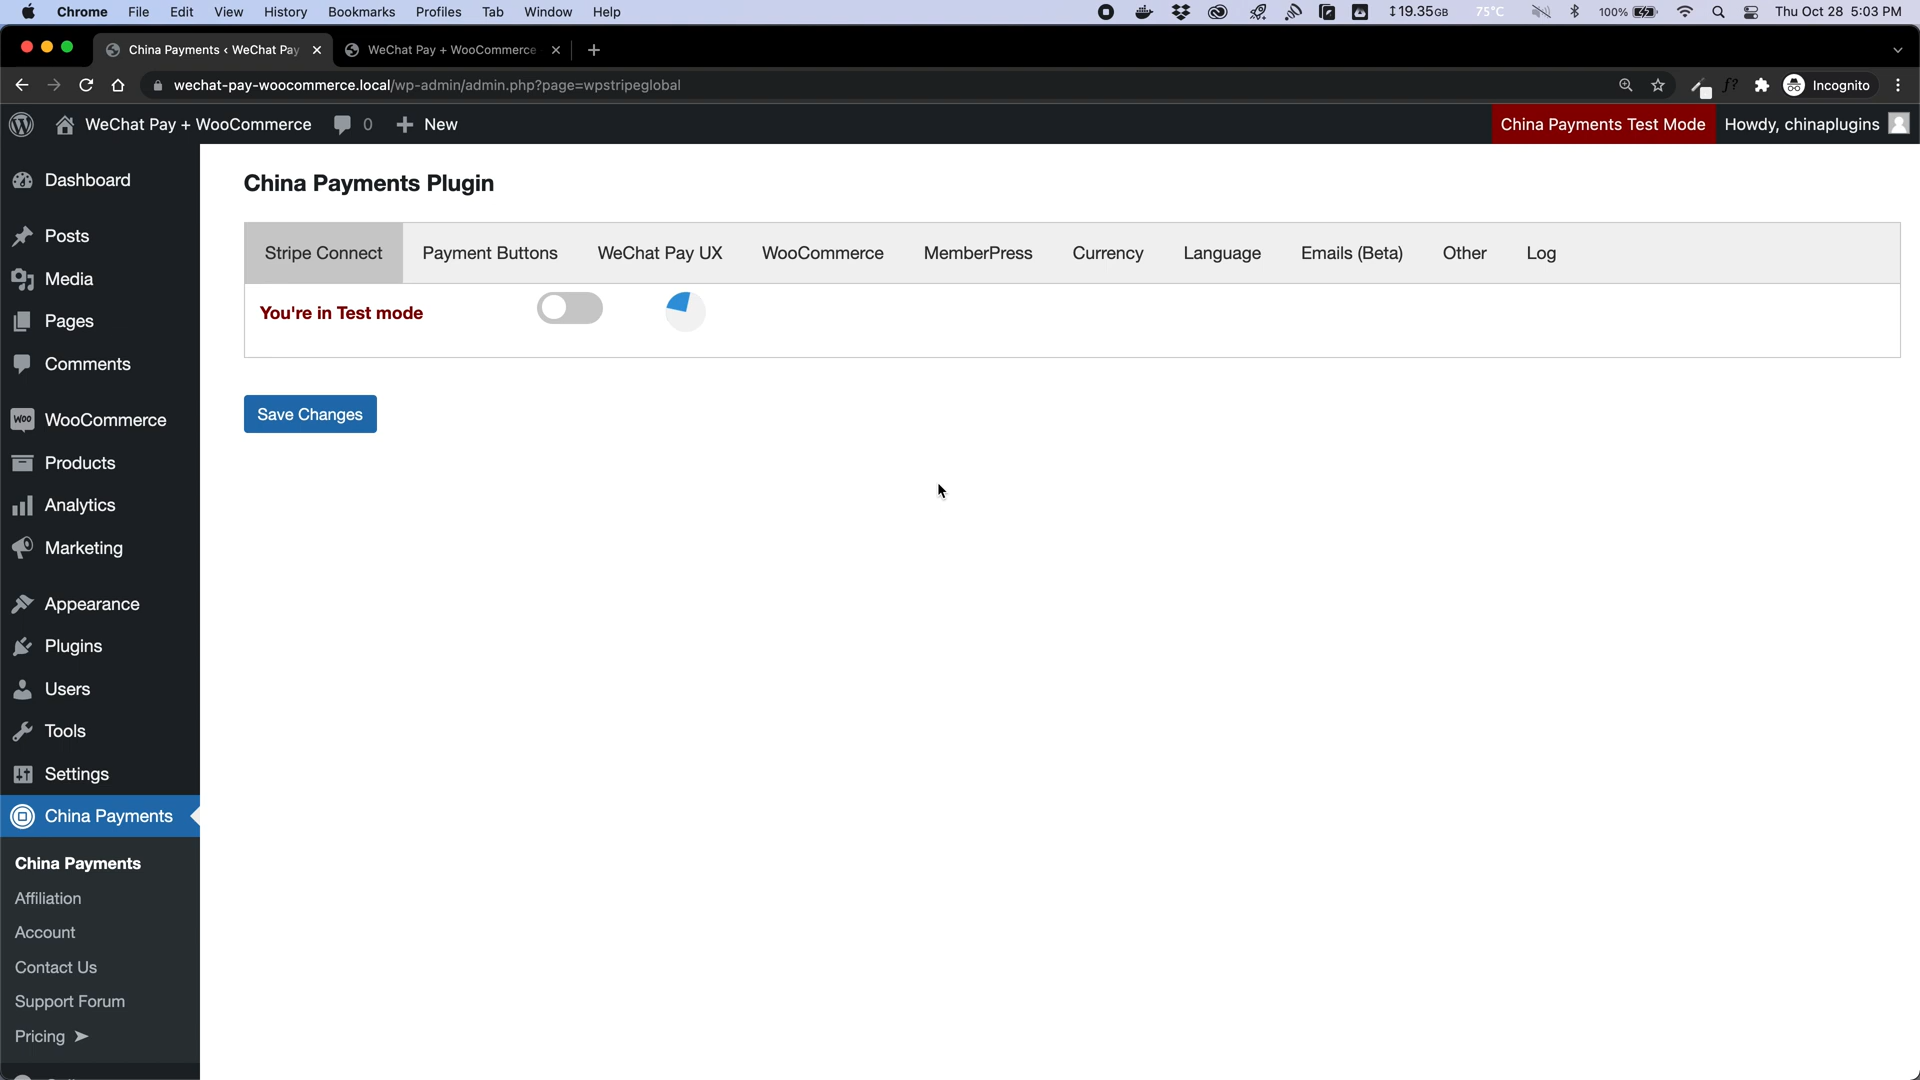 Chrome File Edit View History Bookmarks Profiles Tab Window Help 19.35GB 75°C 100% Thu Oct 28 5:03 PM
China Payments ‹ WeChat Pay WeChat Pay + WooCommerce
wechat-pay-woocommerce.local/wp-admin/admin.php?page=wpstripeglobal f? Incognito
WeChat Pay + WooCommerce 0 New China Payments Test Mode Howdy, chinaplugins
Dashboard
Posts
Media
Pages
Comments
WooCommerce
Products
Analytics
Marketing
Appearance
Plugins
Users
Tools
Settings
China Payments
China Payments
Affiliation
Account
Contact Us
Support Forum
Pricing ➤
China Payments Plugin
Stripe Connect Payment Buttons WeChat Pay UX WooCommerce MemberPress Currency Language Emails (Beta) Other Log
You're in Test mode
Save Changes